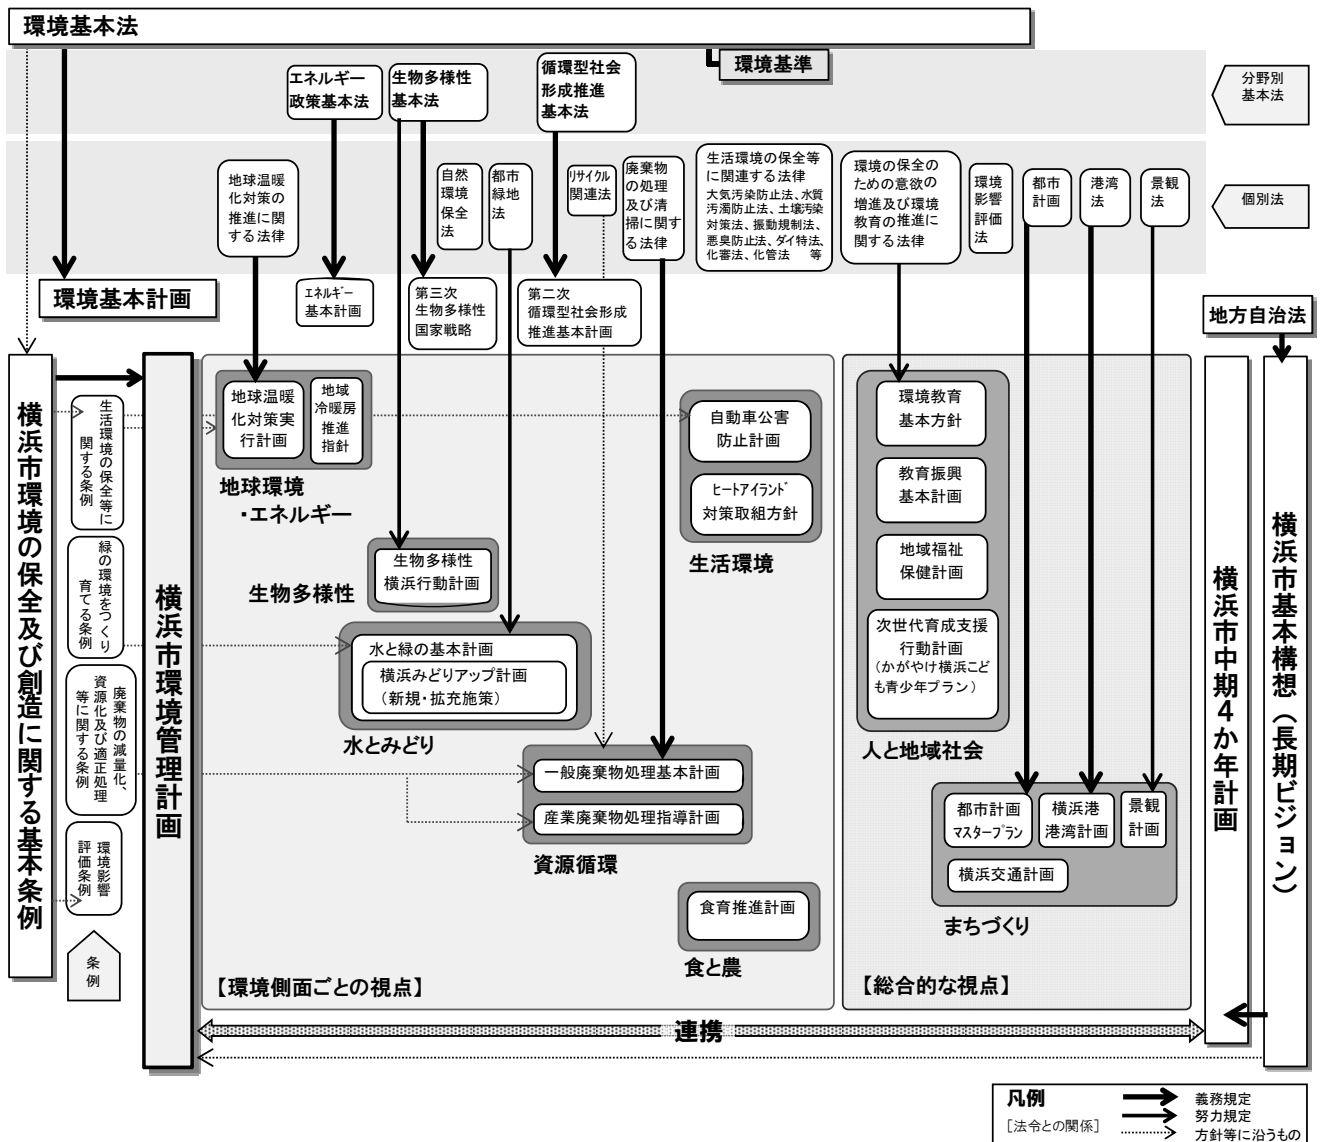 環境基本法
環境基準
分野別
基本法
エネルギー
政策基本法
生物多様性
基本法
循環型社会
形成推進
基本法
個別法
地球温暖
化対策の
推進に関
する法律
自然
環境
保全
法
都市
緑地
法
リサイクル
関連法
廃棄物
の処理
及び清
掃に関す
る法律
生活環境の保全等
に関連する法律
大気汚染防止法、水質
汚濁防止法、土壌汚染
対策法、振動規制法、
悪臭防止法、ダイ特法、
化審法、化管法 等
環境の保全の
ための意欲の
増進及び環境
教育の推進に
関する法律
環境
影響
評価
法
都市
計画
港湾
法
景観
法
環境基本計画
エネルギー
基本計画
第三次
生物多様性
国家戦略
第二次
循環型社会形成
推進基本計画
地方自治法
横浜市環境の保全及び創造に関する基本条例
生活環境の保全等に
関する条例
緑の環境をつくり
育てる条例
廃棄物の減量化、
資源化及び適正処理
等に関する条例
環境影響
評価条例
条
例
横浜市環境管理計画
地球温暖
化対策実
行計画
地域
冷暖房
推進
指針
地球環境
・エネルギー
自動車公害
防止計画
ヒートアイランド
対策取組方針
生活環境
生物多様性
横浜行動計画
生物多様性
水と緑の基本計画
横浜みどりアップ計画
(新規・拡充施策)
水とみどり
一般廃棄物処理基本計画
産業廃棄物処理指導計画
資源循環
食育推進計画
食と農
【環境側面ごとの視点】
環境教育
基本方針
教育振興
基本計画
地域福祉
保健計画
次世代育成支援
行動計画
(かがやけ横浜こど
も青少年プラン)
人と地域社会
都市計画
マスタープラン
横浜港
港湾計画
景観
計画
横浜交通計画
まちづくり
【総合的な視点】
横浜市中期4か年計画
横浜市基本構想(長期ビジョン)
連携
凡例
[法令との関係]
義務規定
努力規定
方針等に沿うもの